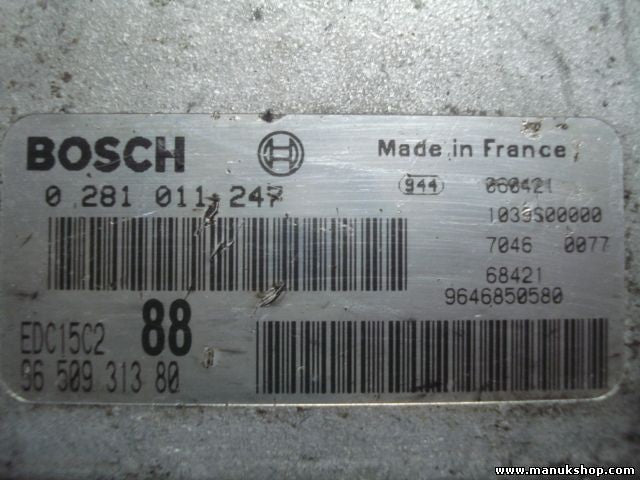 BOSCH
Made in France
0 281 011 247
944 060421
1039S00000
7046 0077
68421
9646850580
EDC15C2 88
96 509 313 80
www.manukshop.com